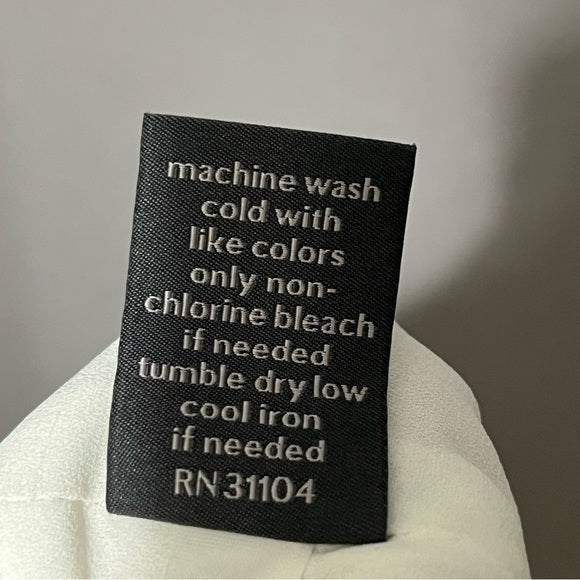 machine wash
cold with
like colors
only non-
chlorine bleach
if needed
tumble dry low
cool iron
if needed
RN 31104